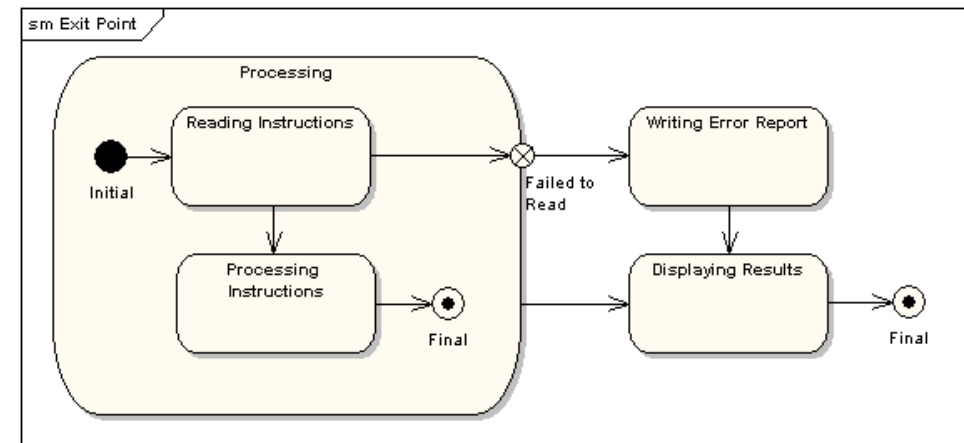 sm Exit Point
Processing
Reading Instructions
Writing Error Report
Initial
Failed to
Read
Processing
Instructions
Displaying Results
Final
Final